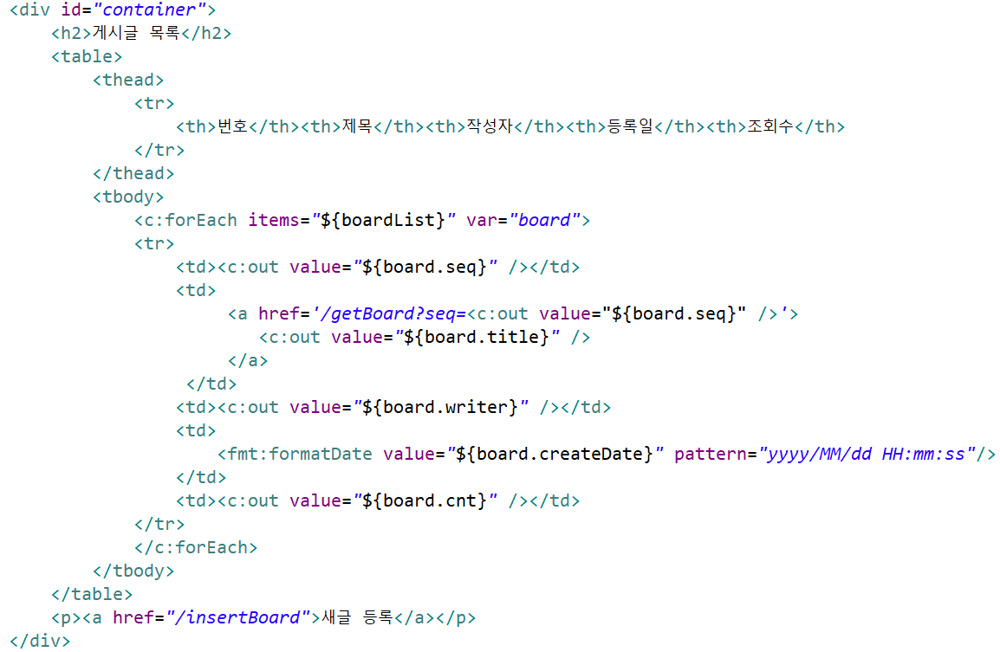 <div id="container">
    <h2>게시글 목록</h2>
    <table>
        <thead>
            <tr>
                <th>번호</th><th>제목</th><th>작성자</th><th>등록일</th><th>조회수</th>
            </tr>
        </thead>
        <tbody>
            <c:forEach items="${boardList}" var="board">
            <tr>
                <td><c:out value="${board.seq}" /></td>
                <td>
                     <a href='/getBoard?seq=<c:out value="${board.seq}" />'>
                        <c:out value="${board.title}" />
                     </a>
                 </td>
                <td><c:out value="${board.writer}" /></td>
                <td>
                    <fmt:formatDate value="${board.createDate}" pattern="yyyy/MM/dd HH:mm:ss"/>
                </td>
                <td><c:out value="${board.cnt}" /></td>
            </tr>
            </c:forEach>
        </tbody>
    </table>
    <p><a href="/insertBoard">새글 등록</a></p>
</div>